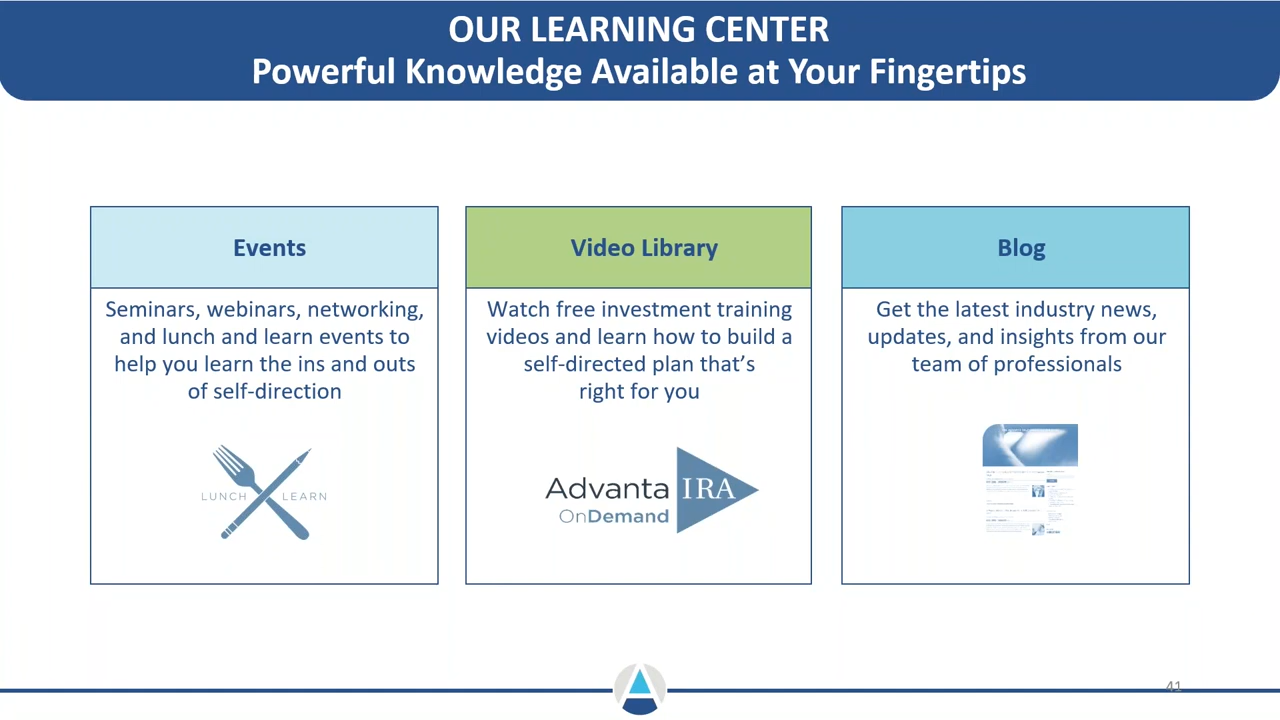 OUR LEARNING CENTER
Powerful Knowledge Available at Your Fingertips
Events
Seminars, webinars, networking,
and lunch and learn events to
help you learn the ins and outs
of self-direction
LUNCH LEARN
Video Library
Watch free investment training
videos and learn how to build a
self-directed plan that's
right for you
Advanta IRA
OnDemand
Blog
Get the latest industry news,
updates, and insights from our
team of professionals
41